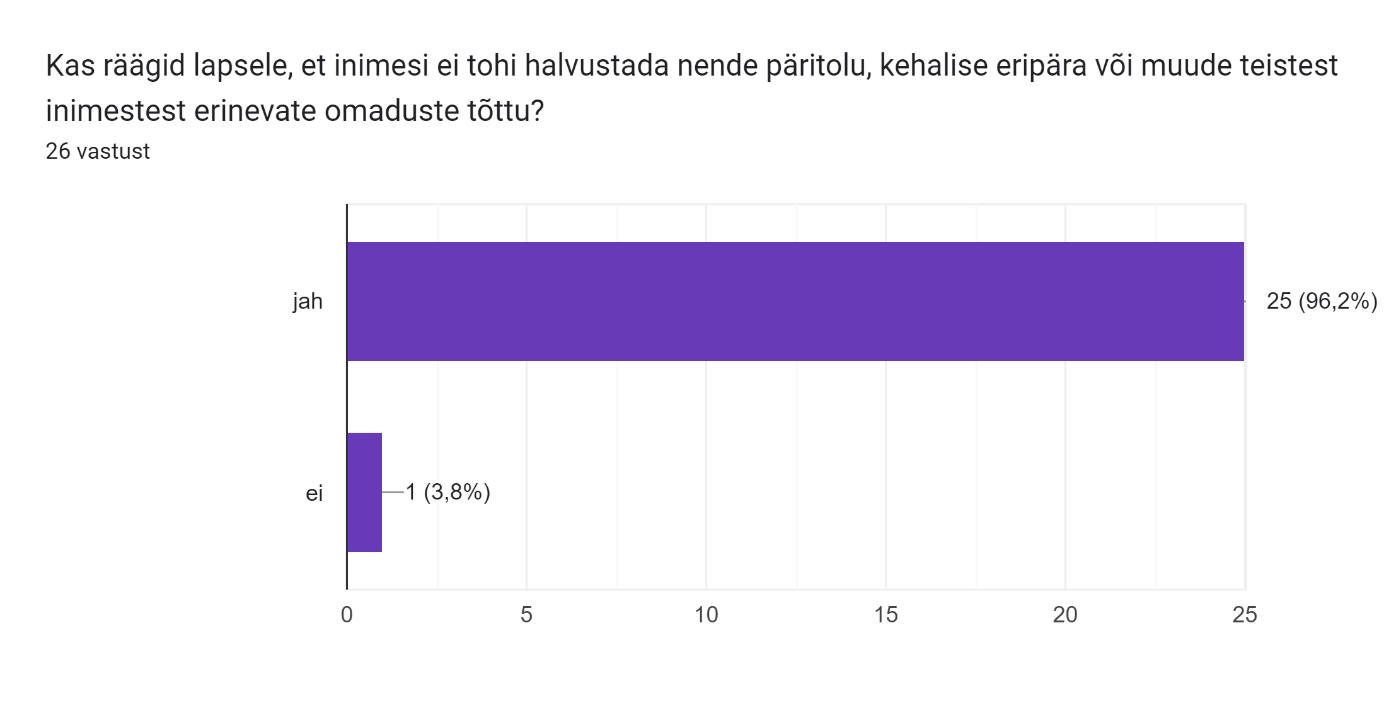 Kas räägid lapsele, et inimesi ei tohi halvustada nende päritolu, kehalise eripära või muude teistest
inimestest erinevate omaduste tõttu?
26 vastust
jah
25 (96,2%)
ei
1 (3,8%)
0 5 10 15 20 25